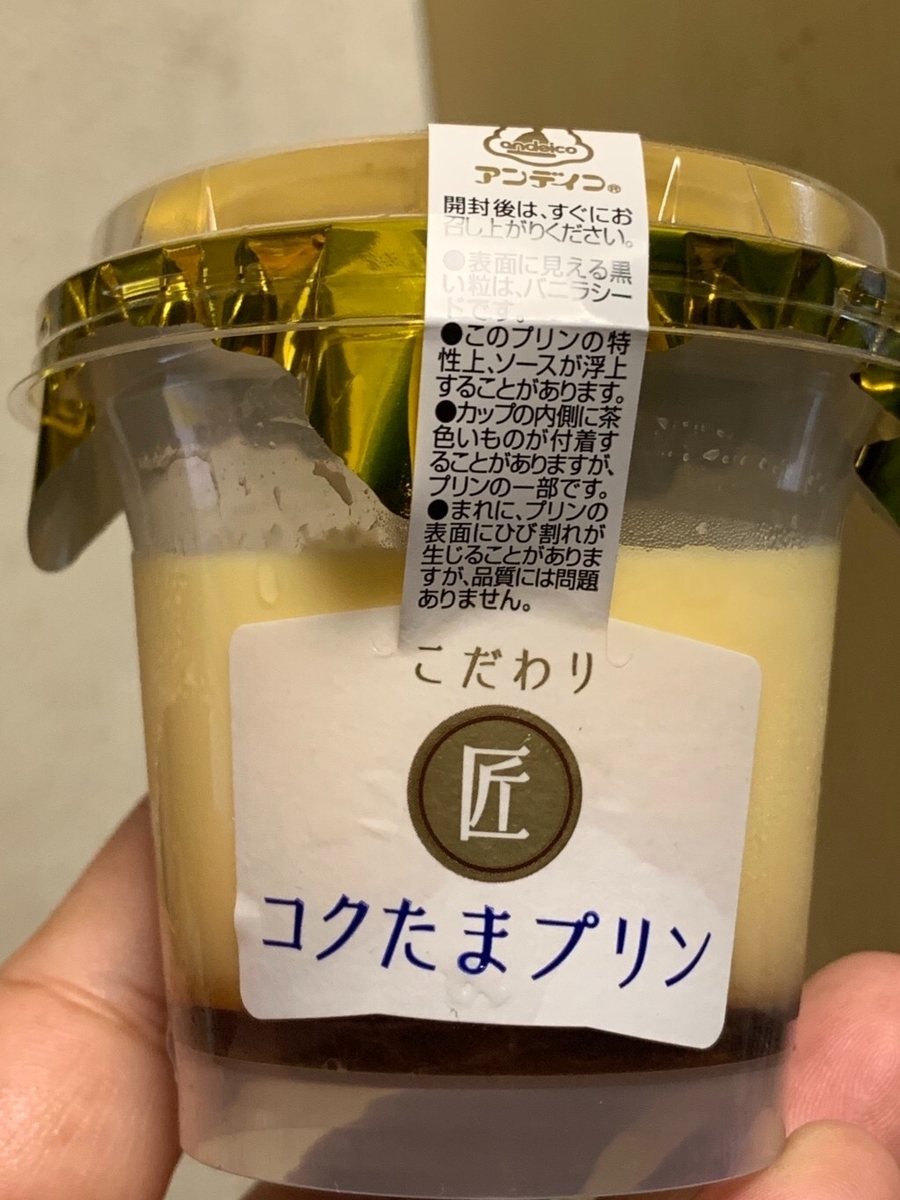 andeico
アンデイコ®
開封後は、すぐにお
召し上がりください。
●表面に見える黒
い粒は、バニラシー
ドです。
●このプリンの特
性上、ソースが浮上
することがあります。
●カップの内側に茶
色いものが付着す
ることがありますが、
プリンの一部です。
●まれに、プリンの
表面にひび割れが
生じることがありま
すが、品質には問題
ありません。
こだわり
匠
コクたまプリン